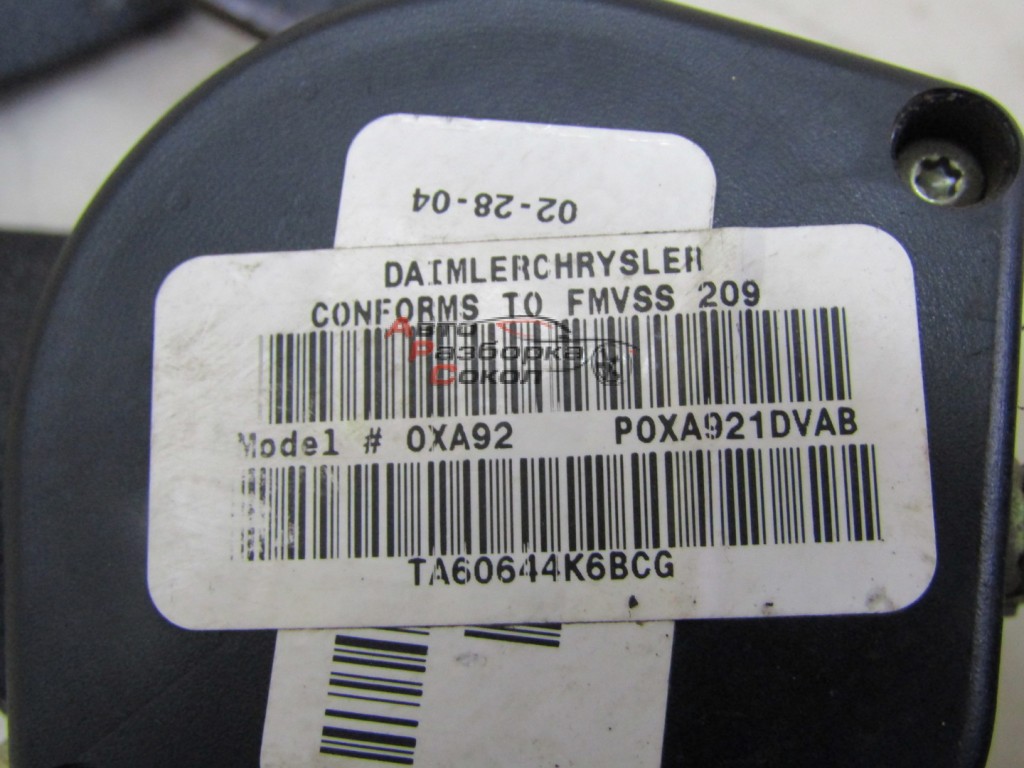 02-28-04
DAIMLERCHRYSLER
CONFORMS TO FMVSS 209
Авто
Разборка
Сокол
Model # 0XA92 P0XA921DVAB
TA60644K6BCG